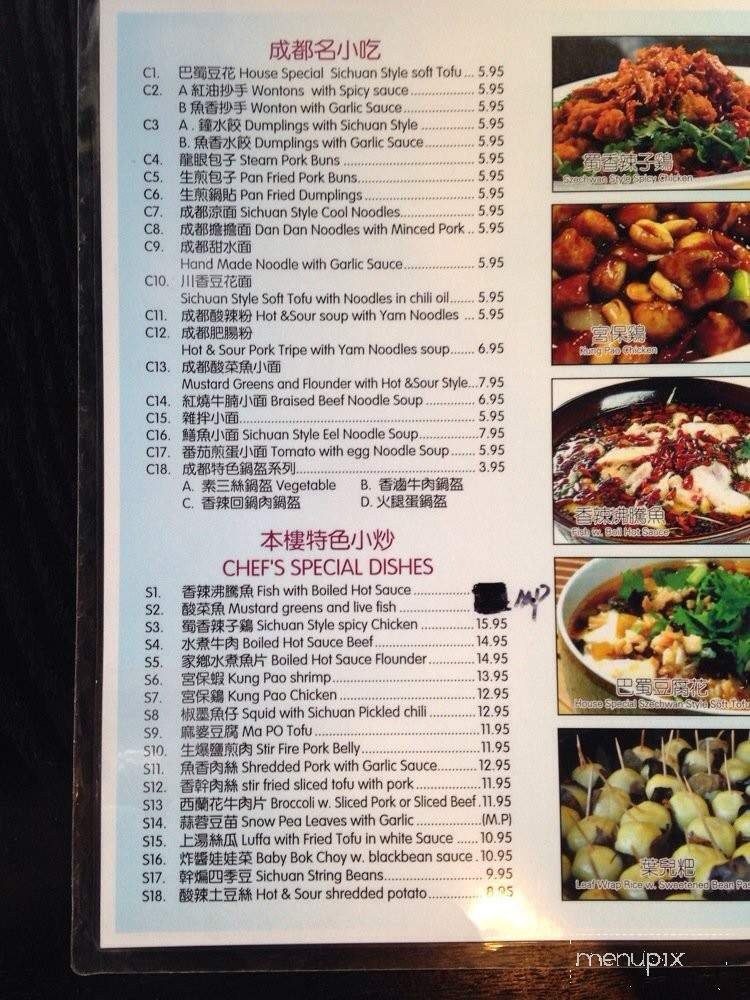 成都名小吃
C1. 巴蜀豆花 House Special Sichuan Style soft Tofu ... 5.95
C2. A 紅油抄手 Wontons with Spicy sauce ............. 5.95
B 魚香抄手 Wonton with Garlic Sauce ............. 5.95
C3 A . 鐘水餃 Dumplings with Sichuan Style ............. 5.95
B. 魚香水餃 Dumplings with Garlic Sauce ............. 5.95
C4. 龍眼包子 Steam Pork Buns ............. 5.95
C5. 生煎包子 Pan Fried Pork Buns ............. 5.95
C6. 生煎鍋貼 Pan Fried Dumplings ............. 5.95
C7. 成都涼面 Sichuan Style Cool Noodles ............. 5.95
C8. 成都擔擔面 Dan Dan Noodles with Minced Pork .. 5.95
C9. 成都甜水面
Hand Made Noodle with Garlic Sauce ............. 5.95
C10. 川香豆花面
Sichuan Style Soft Tofu with Noodles in chili oil ....... 5.95
C11. 成都酸辣粉 Hot &Sour soup with Yam Noodles ... 5.95
C12. 成都肥腸粉
Hot & Sour Pork Tripe with Yam Noodles soup ....... 6.95
C13. 成都酸菜魚小面
Mustard Greens and Flounder with Hot &Sour Style...7.95
C14. 紅燒牛腩小面 Braised Beef Noodle Soup ............. 6.95
C15. 雜拌小面 ............. 5.95
C16. 鱔魚小面 Sichuan Style Eel Noodle Soup ............. 7.95
C17. 番茄煎蛋小面 Tomato with egg Noodle Soup ...... 5.95
C18. 成都特色鍋盔系列 ............. 3.95
A. 素三絲鍋盔 Vegetable B. 香滷牛肉鍋盔
C. 香辣回鍋肉鍋盔 D. 火腿蛋鍋盔
本樓特色小炒
CHEF'S SPECIAL DISHES
S1. 香辣沸騰魚 Fish with Boiled Hot Sauce .............
S2. 酸菜魚 Mustard greens and live fish ............. MP
S3. 蜀香辣子鷄 Sichuan Style spicy Chicken ............. 15.95
S4. 水煮牛肉 Boiled Hot Sauce Beef ............. 14.95
S5. 家鄉水煮魚片 Boiled Hot Sauce Flounder ............. 14.95
S6. 宮保蝦 Kung Pao shrimp ............. 13.95
S7. 宮保鷄 Kung Pao Chicken ............. 12.95
S8 椒墨魚仔 Squid with Sichuan Pickled chili ............. 12.95
S9. 麻婆豆腐 Ma PO Tofu ............. 11.95
S10. 生爆鹽煎肉 Stir Fire Pork Belly ............. 11.95
S11. 魚香肉絲 Shredded Pork with Garlic Sauce ............. 12.95
S12. 香幹肉絲 stir fried sliced tofu with pork ............. 11.95
S13 西蘭花牛肉片 Broccoli w. Sliced Pork or Sliced Beef .11.95
S14. 蒜蓉豆苗 Snow Pea Leaves with Garlic .............(M.P)
S15. 上湯絲瓜 Luffa with Fried Tofu in white Sauce ...... 10.95
S16. 炸醬娃娃菜 Baby Bok Choy w. blackbean sauce . 10.95
S17. 幹煸四季豆 Sichuan String Beans ............. 9.95
S18. 酸辣土豆絲 Hot & Sour shredded potato ............. 8.95
蜀香辣子鷄
Szechwan Style Spicy Chicken
宮保鷄
Kung Pao Chicken
香辣沸騰魚
Fish w. Boil Hot Sauce
巴蜀豆腐花
House Special Szechwan Style Soft Tofu
葉兒粑
Leaf Wrap Rice w. Sweetened Bean Pas
menupix